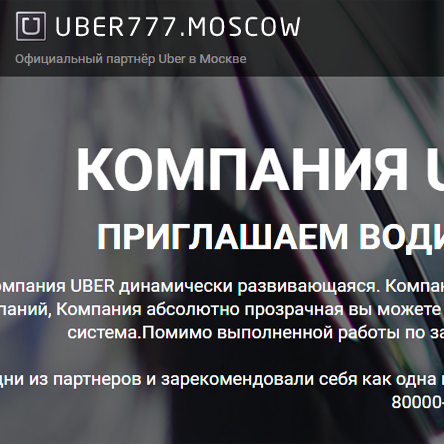 UBER777.MOSCOW
Официальный партнёр Uber в Москве
КОМПАНИЯ
ПРИГЛАШАЕМ ВОДИ
омпания UBER динамически развивающаяся. Компан
паний, Компания абсолютно прозрачная вы можете
система.Помимо выполненной работы по за
дни из партнеров и зарекомендовали себя как одна
80000-